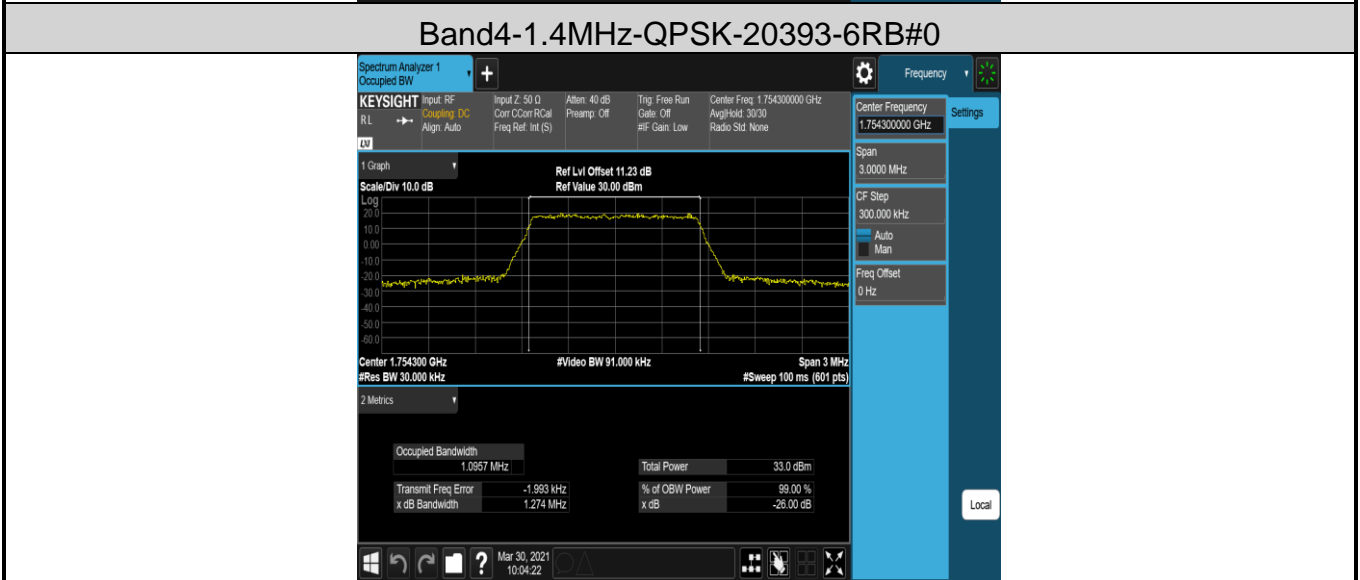 Band4-1.4MHz-QPSK-20393-6RB#0
Spectrum Analyzer 1
Occupied BW
+
Frequency
KEYSIGHT Input: RF Input Z: 50 Ω Atten: 40 dB Trig: Free Run Center Freq: 1.754300000 GHz
RL Coupling: DC Corr CCorr RCal Preamp: Off Gate: Off Avg|Hold: 30/30
Align: Auto Freq Ref: Int (S) #IF Gain: Low Radio Std: None
LXI
Center Frequency
1.754300000 GHz
Settings
Span
3.0000 MHz
CF Step
300.000 kHz
Auto
Man
Freq Offset
0 Hz
1 Graph
Ref Lvl Offset 11.23 dB
Scale/Div 10.0 dB Ref Value 30.00 dBm
Log
20.0
10.0
0.00
-10.0
-20.0
-30.0
-40.0
-50.0
-60.0
Center 1.754300 GHz #Video BW 91.000 kHz Span 3 MHz
#Res BW 30.000 kHz #Sweep 100 ms (601 pts)
2 Metrics
Occupied Bandwidth
1.0957 MHz Total Power 33.0 dBm
Transmit Freq Error -1.993 kHz % of OBW Power 99.00 %
x dB Bandwidth 1.274 MHz x dB -26.00 dB
Local
? Mar 30, 2021
10:04:22